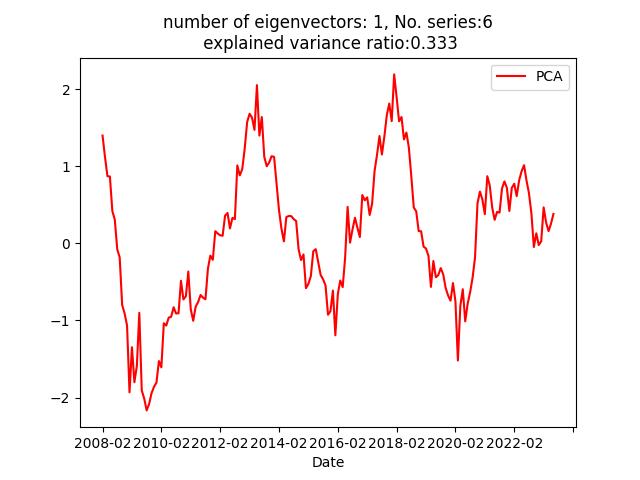 number of eigenvectors: 1, No. series:6
explained variance ratio:0.333
PCA
2
1
0
−1
−2
2008-02 2010-02 2012-02 2014-02 2016-02 2018-02 2020-02 2022-02
Date